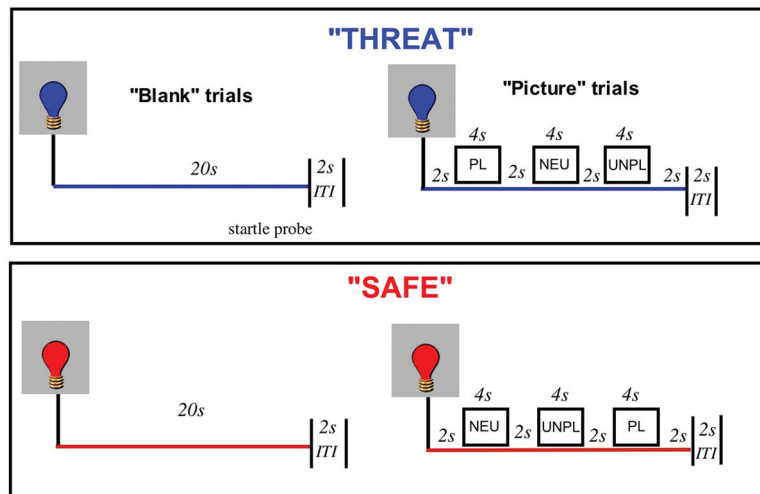 "THREAT"
"Blank" trials
"Picture" trials
4s 4s 4s
PL NEU UNPL
20s 2s 2s 2s 2s 2s 2s
ITI ITI
startle probe
"SAFE"
4s 4s 4s
20s
NEU UNPL PL
2s 2s 2s 2s 2s 2s
ITI ITI